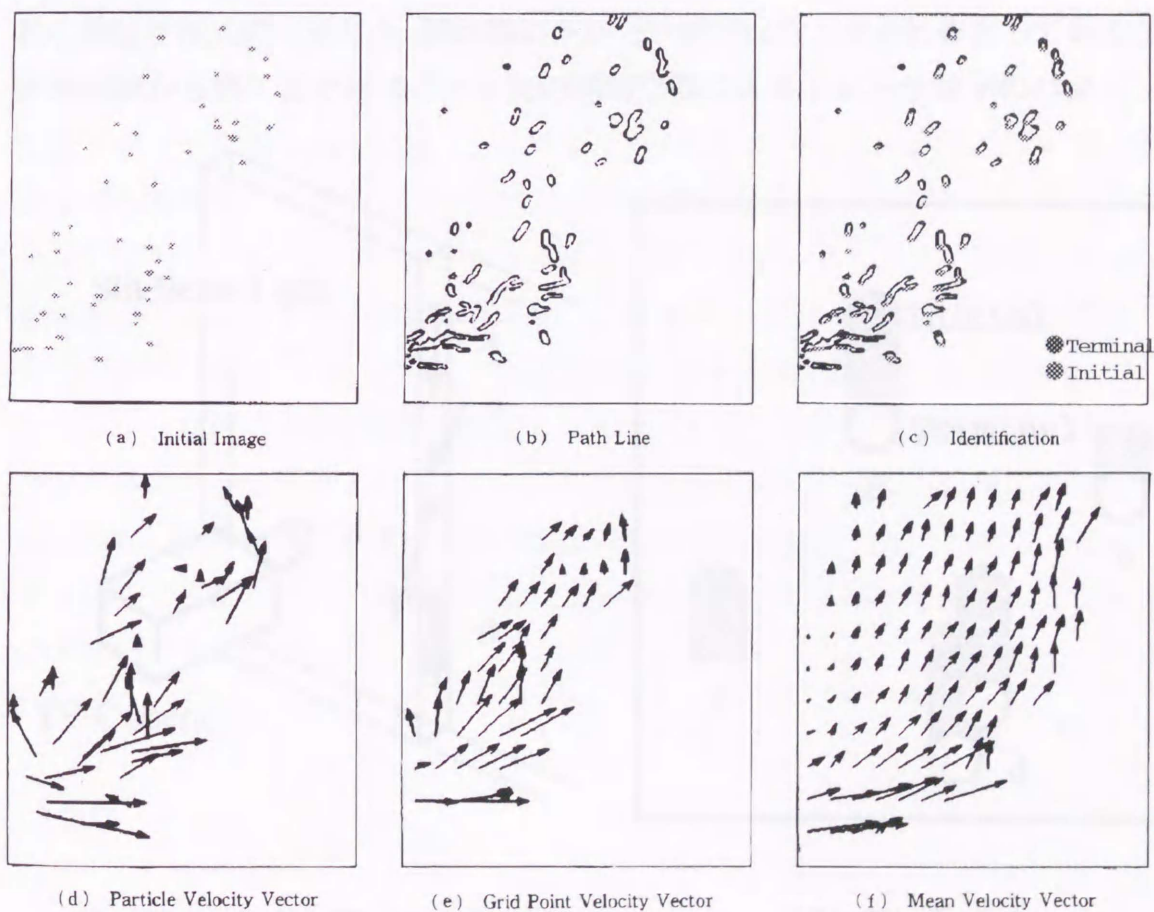 Terminal
Initial
(a) Initial Image
(b) Path Line
(c) Identification
(d) Particle Velocity Vector
(e) Grid Point Velocity Vector
(f) Mean Velocity Vector